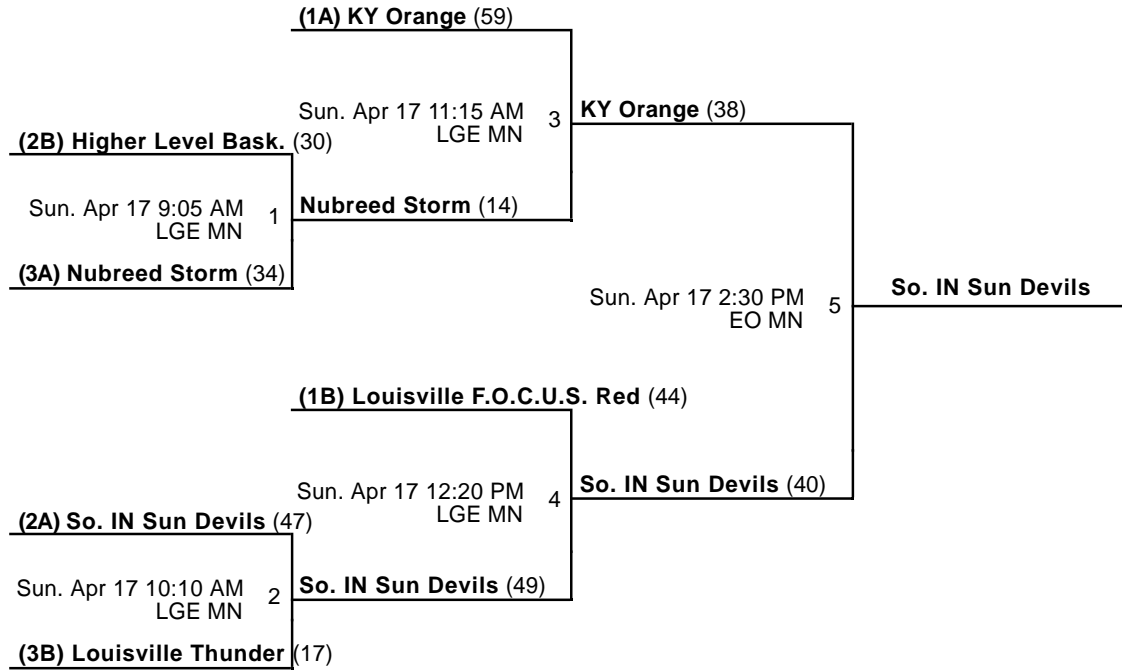 (1A) KY Orange (59)
Sun. Apr 17 11:15 AM
LGE MN
3
KY Orange (38)
(2B) Higher Level Bask. (30)
Sun. Apr 17 9:05 AM
LGE MN
1
Nubreed Storm (14)
(3A) Nubreed Storm (34)
Sun. Apr 17 2:30 PM
EO MN
5
So. IN Sun Devils
(1B) Louisville F.O.C.U.S. Red (44)
Sun. Apr 17 12:20 PM
LGE MN
4
So. IN Sun Devils (40)
(2A) So. IN Sun Devils (47)
Sun. Apr 17 10:10 AM
LGE MN
2
So. IN Sun Devils (49)
(3B) Louisville Thunder (17)